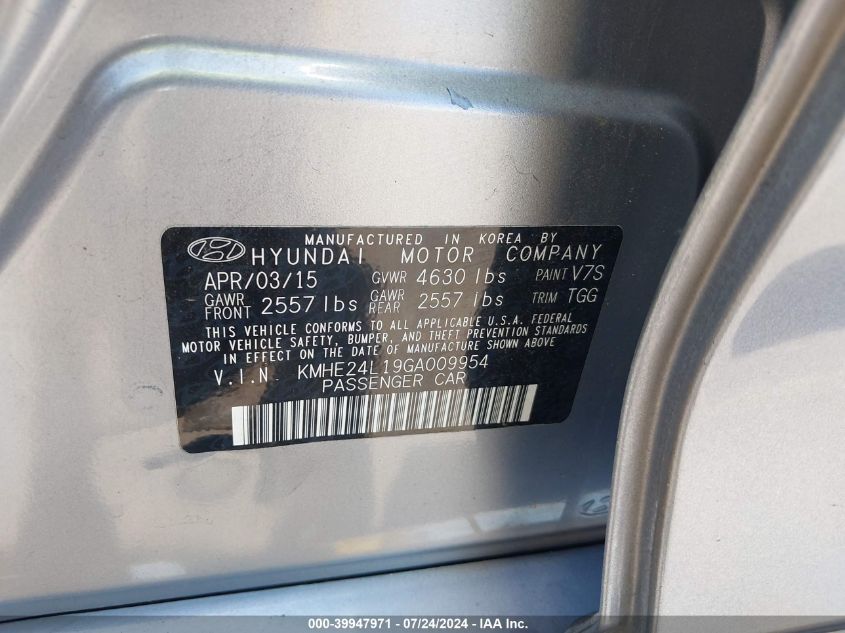 MANUFACTURED IN KOREA BY
HYUNDAI MOTOR COMPANY
APR/03/15 GVWR 4630 lbs PAINT V7S
GAWR FRONT 2557 lbs GAWR REAR 2557 lbs TRIM TGG
THIS VEHICLE CONFORMS TO ALL APPLICABLE U.S.A. FEDERAL
MOTOR VEHICLE SAFETY, BUMPER, AND THEFT PREVENTION STANDARDS
IN EFFECT ON THE DATE OF MANUFACTURE SHOWN ABOVE
V.I.N KMHE24L19GA009954
PASSENGER CAR
000-39947971 / 07/24/2024 - IAA Inc.